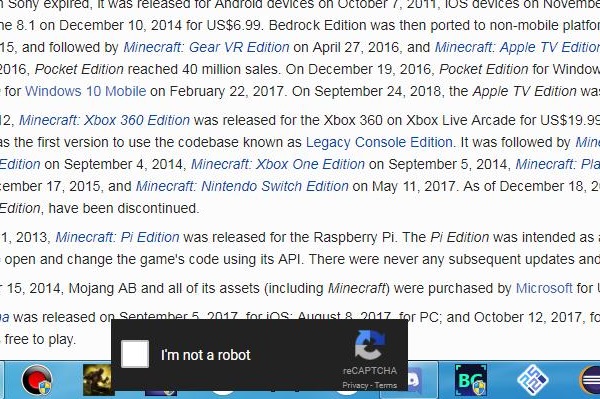 n Sony expired, it was released for Android devices on October 7, 2011, iOS devices on Novembe
ne 8.1 on December 10, 2014 for US$6.99. Bedrock Edition was then ported to non-mobile platfor
15, and followed by Minecraft: Gear VR Edition on April 27, 2016, and Minecraft: Apple TV Edition
2016, Pocket Edition reached 40 million sales. On December 19, 2016, Pocket Edition for Window
for Windows 10 Mobile on February 22, 2017. On September 24, 2018, the Apple TV Edition was
12, Minecraft: Xbox 360 Edition was released for the Xbox 360 on Xbox Live Arcade for US$19.99
as the first version to use the codebase known as Legacy Console Edition. It was followed by Mine
Edition on September 4, 2014, Minecraft: Xbox One Edition on September 5, 2014, Minecraft: Pla
cember 17, 2015, and Minecraft: Nintendo Switch Edition on May 11, 2017. As of December 18, 2
Edition, have been discontinued.
1, 2013, Minecraft: Pi Edition was released for the Raspberry Pi. The Pi Edition was intended as a
open and change the game's code using its API. There were never any subsequent updates and
r 15, 2014, Mojang AB and all of its assets (including Minecraft) were purchased by Microsoft for U
na was released on September 5, 2017, for iOS; August 8, 2017, for PC; and October 12, 2017, fo
free to play.
I'm not a robot
reCAPTCHA
Privacy - Terms
BG